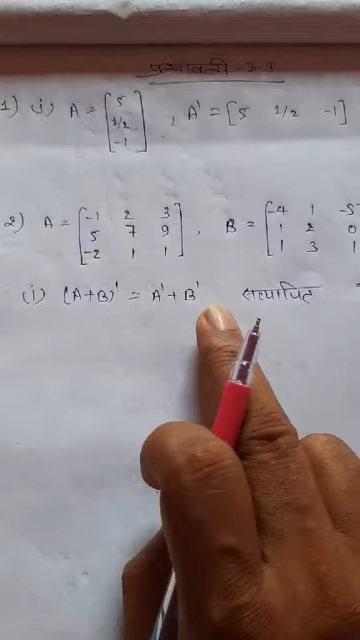 प्रश्नावली - 3.3
1) (i) A = [5 1/2 -1] , A' = [5 1/2 -1]
2) A = [-1 2 3
5 7 9
-2 1 1] , B = [-4 1 -5
1 2 0
1 3 1
(i) (A+B)' = A' + B' सत्यापित